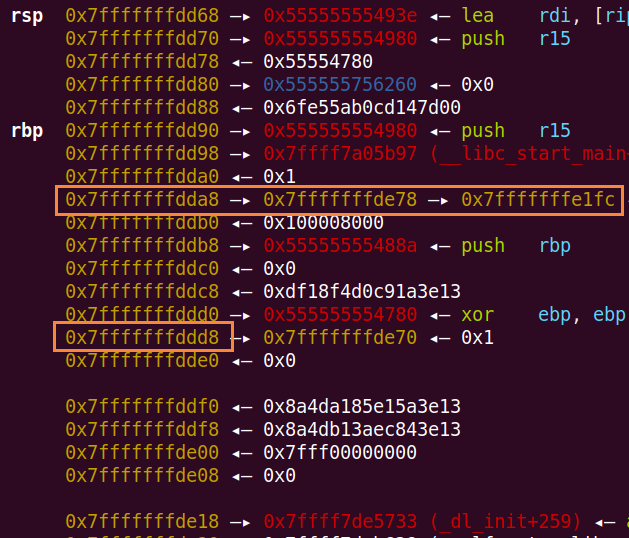 rsp 0x7fffffffdd68 —▸ 0x55555555493e ◂— lea rdi, [rip
0x7fffffffdd70 —▸ 0x555555554980 ◂— push r15
0x7fffffffdd78 ◂— 0x55554780
0x7fffffffdd80 —▸ 0x555555756260 ◂— 0x0
0x7fffffffdd88 ◂— 0x6fe55ab0cd147d00
rbp 0x7fffffffdd90 —▸ 0x555555554980 ◂— push r15
0x7fffffffdd98 —▸ 0x7ffff7a05b97 (__libc_start_main+
0x7fffffffdda0 ◂— 0x1
0x7fffffffdda8 —▸ 0x7fffffffde78 —▸ 0x7fffffffe1fc
0x7fffffffddb0 ◂— 0x100008000
0x7fffffffddb8 —▸ 0x55555555488a ◂— push rbp
0x7fffffffddc0 ◂— 0x0
0x7fffffffddc8 ◂— 0xdf18f4d0c91a3e13
0x7fffffffddd0 —▸ 0x555555554780 ◂— xor ebp, ebp
0x7fffffffddd8 —▸ 0x7fffffffde70 ◂— 0x1
0x7fffffffdde0 ◂— 0x0
0x7fffffffddf0 ◂— 0x8a4da185e15a3e13
0x7fffffffddf8 ◂— 0x8a4db13aec843e13
0x7fffffffde00 ◂— 0x7fff00000000
0x7fffffffde08 ◂— 0x0
0x7fffffffde18 —▸ 0x7ffff7de5733 (_dl_init+259) ◂—